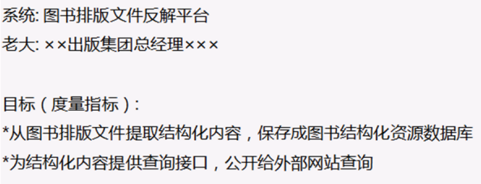 系统: 图书排版文件反解平台
老大: ××出版集团总经理×××
目标（度量指标）:
*从图书排版文件提取结构化内容，保存成图书结构化资源数据库
*为结构化内容提供查询接口，公开给外部网站查询